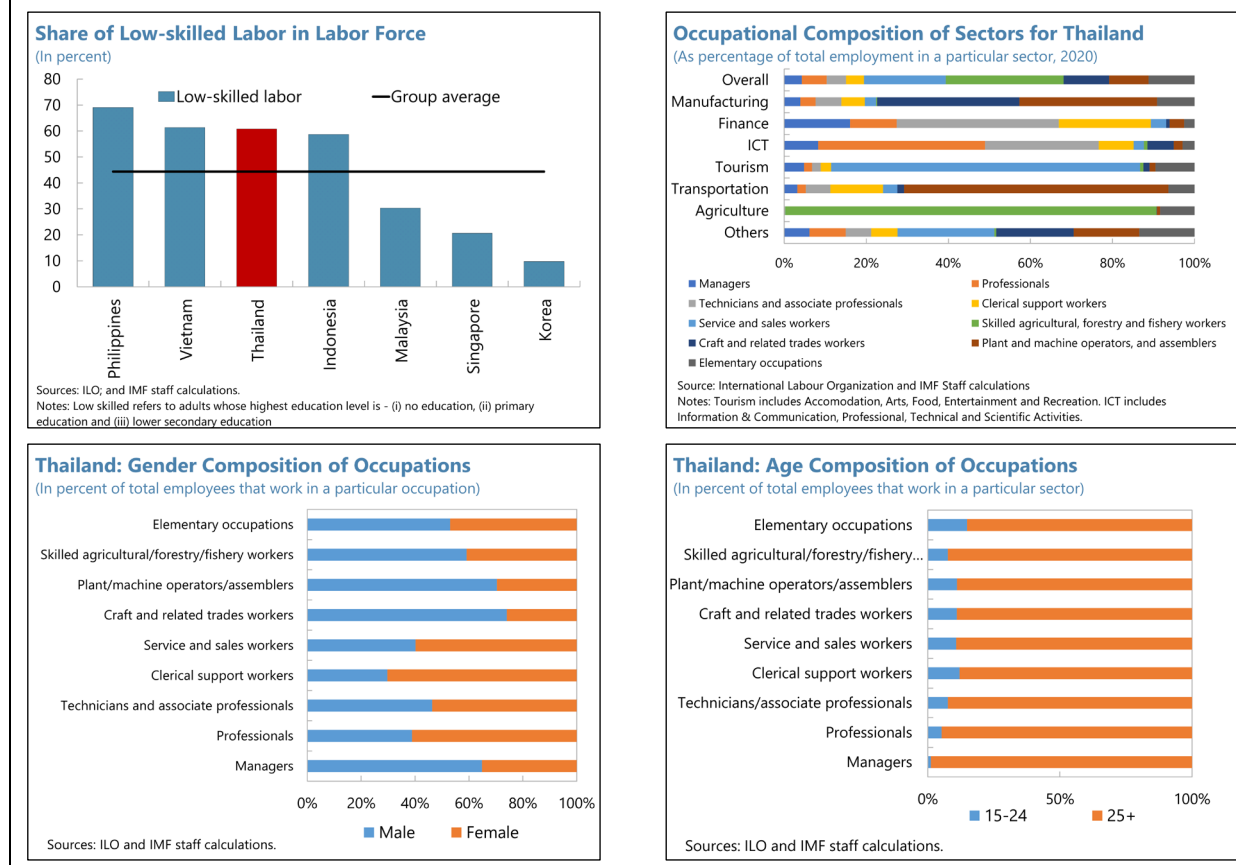 Share of Low-skilled Labor in Labor Force
(In percent)
80
70
60
50
40
30
20
10
0
Low-skilled labor
Group average
Philippines
Vietnam
Thailand
Indonesia
Malaysia
Singapore
Korea
Sources: ILO; and IMF staff calculations.
Notes: Low skilled refers to adults whose highest education level is - (i) no education, (ii) primary
education and (iii) lower secondary education
Occupational Composition of Sectors for Thailand
(As percentage of total employment in a particular sector, 2020)
Overall
Manufacturing
Finance
ICT
Tourism
Transportation
Agriculture
Others
0% 20% 40% 60% 80% 100%
Managers
Professionals
Technicians and associate professionals
Clerical support workers
Service and sales workers
Skilled agricultural, forestry and fishery workers
Craft and related trades workers
Plant and machine operators, and assemblers
Elementary occupations
Source: International Labour Organization and IMF Staff calculations
Notes: Tourism includes Accomodation, Arts, Food, Entertainment and Recreation. ICT includes
Information & Communication, Professional, Technical and Scientific Activities.
Thailand: Gender Composition of Occupations
(In percent of total employees that work in a particular occupation)
Elementary occupations
Skilled agricultural/forestry/fishery workers
Plant/machine operators/assemblers
Craft and related trades workers
Service and sales workers
Clerical support workers
Technicians and associate professionals
Professionals
Managers
0% 20% 40% 60% 80% 100%
Male Female
Sources: ILO and IMF staff calculations.
Thailand: Age Composition of Occupations
(In percent of total employees that work in a particular sector)
Elementary occupations
Skilled agricultural/forestry/fishery...
Plant/machine operators/assemblers
Craft and related trades workers
Service and sales workers
Clerical support workers
Technicians/associate professionals
Professionals
Managers
0% 50% 100%
15-24 25+
Sources: ILO and IMF staff calculations.